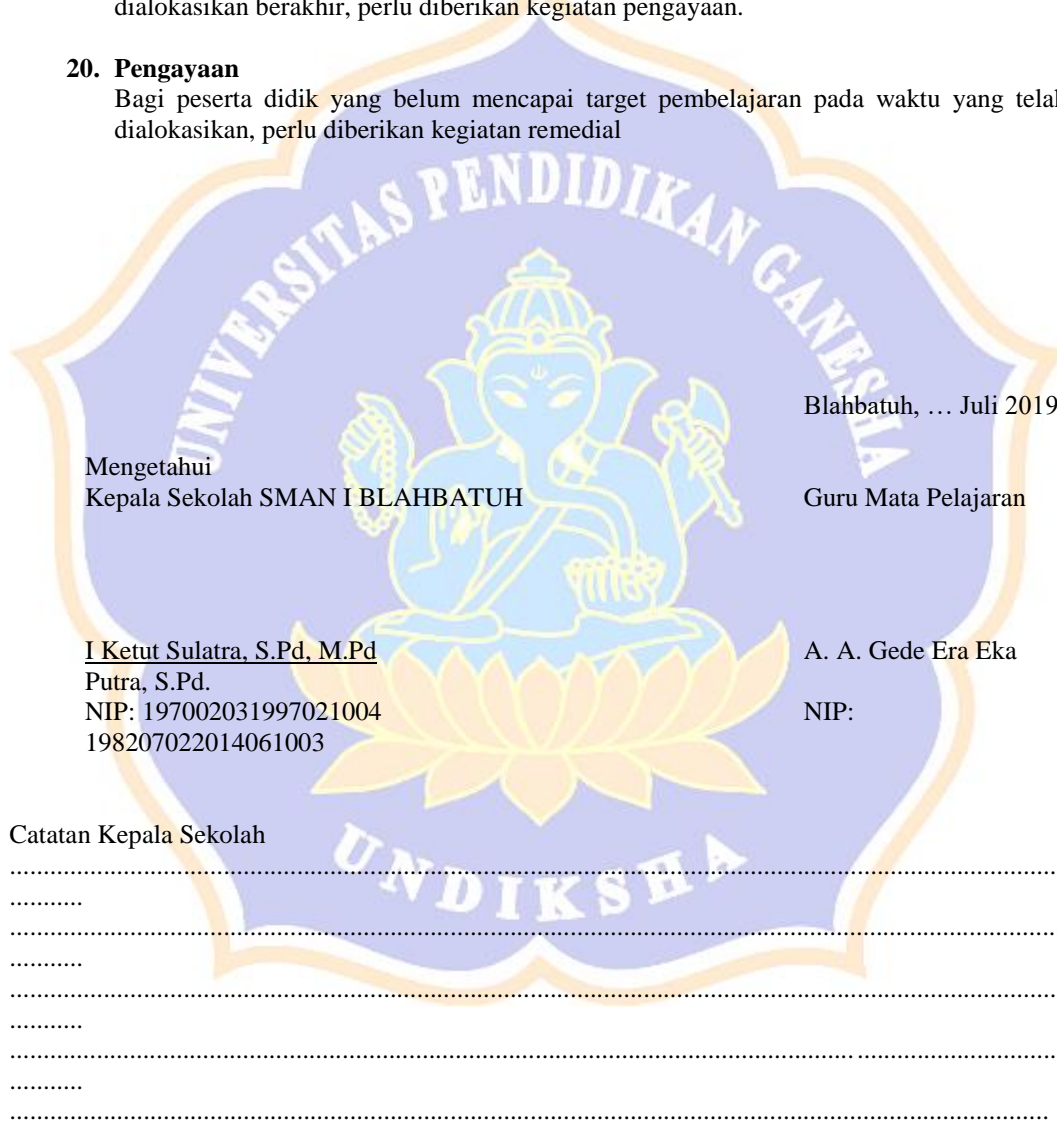 dialokasikan berakhir, perlu diberikan kegiatan pengayaan.
20. Pengayaan
Bagi peserta didik yang belum mencapai target pembelajaran pada waktu yang telah
dialokasikan, perlu diberikan kegiatan remedial
UNIVERSITAS PENDIDIKAN GANESHA
Blahbatuh, … Juli 2019
Mengetahui
Kepala Sekolah SMAN I BLAHBATUH Guru Mata Pelajaran
I Ketut Sulatra, S.Pd, M.Pd A. A. Gede Era Eka
Putra, S.Pd.
NIP: 197002031997021004 NIP:
198207022014061003
Catatan Kepala Sekolah
UNDIKSHA